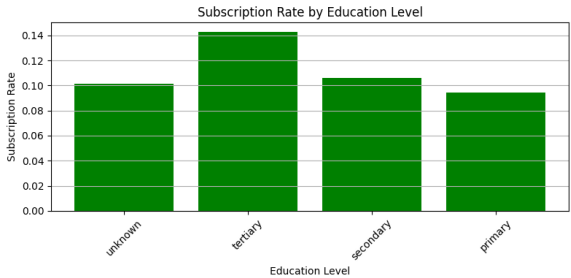 Subscription Rate by Education Level
Subscription Rate
0.14
0.12
0.10
0.08
0.06
0.04
0.02
0.00
unknown
tertiary
secondary
primary
Education Level